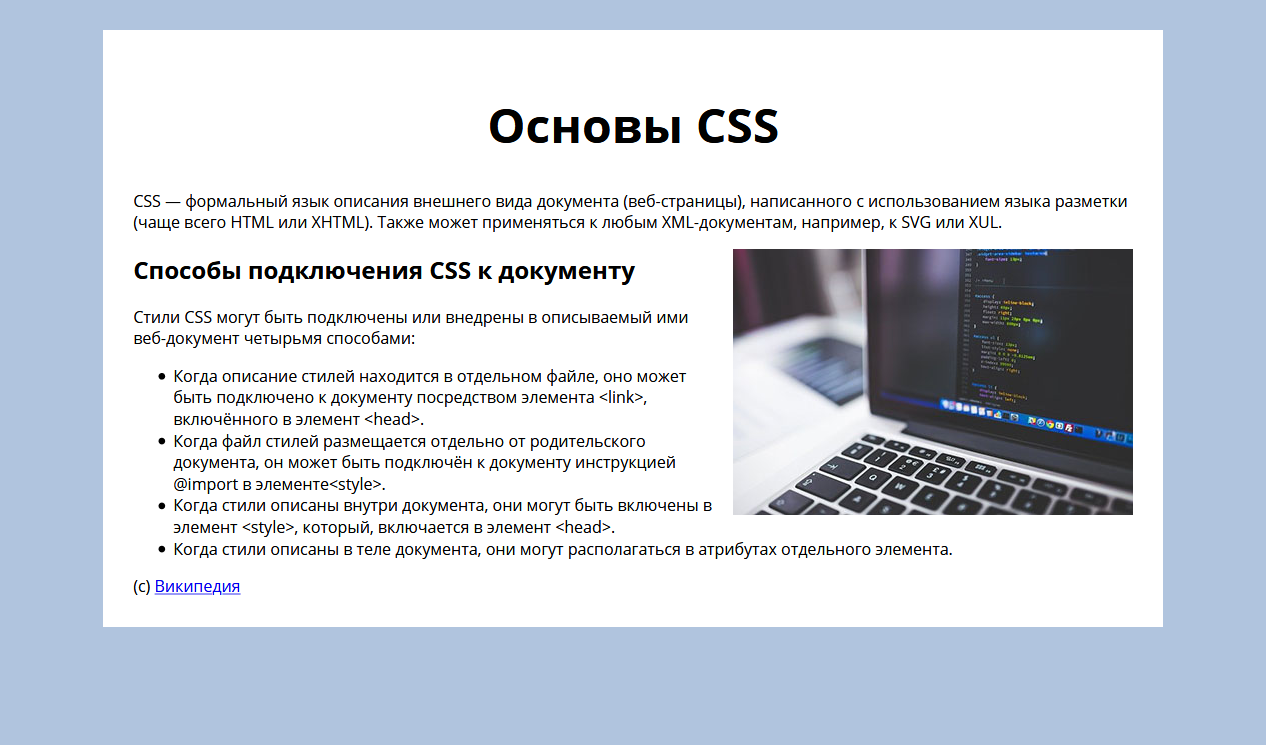 Основы CSS
CSS — формальный язык описания внешнего вида документа (веб-страницы), написанного с использованием языка разметки
(чаще всего HTML или XHTML). Также может применяться к любым XML-документам, например, к SVG или XUL.
Способы подключения CSS к документу
Стили CSS могут быть подключены или внедрены в описываемый ими
веб-документ четырьмя способами:
Когда описание стилей находится в отдельном файле, оно может
быть подключено к документу посредством элемента <link>,
включённого в элемент <head>.
Когда файл стилей размещается отдельно от родительского
документа, он может быть подключён к документу инструкцией
@import в элементе<style>.
Когда стили описаны внутри документа, они могут быть включены в
элемент <style>, который, включается в элемент <head>.
Когда стили описаны в теле документа, они могут располагаться в атрибутах отдельного элемента.
(с) Википедия